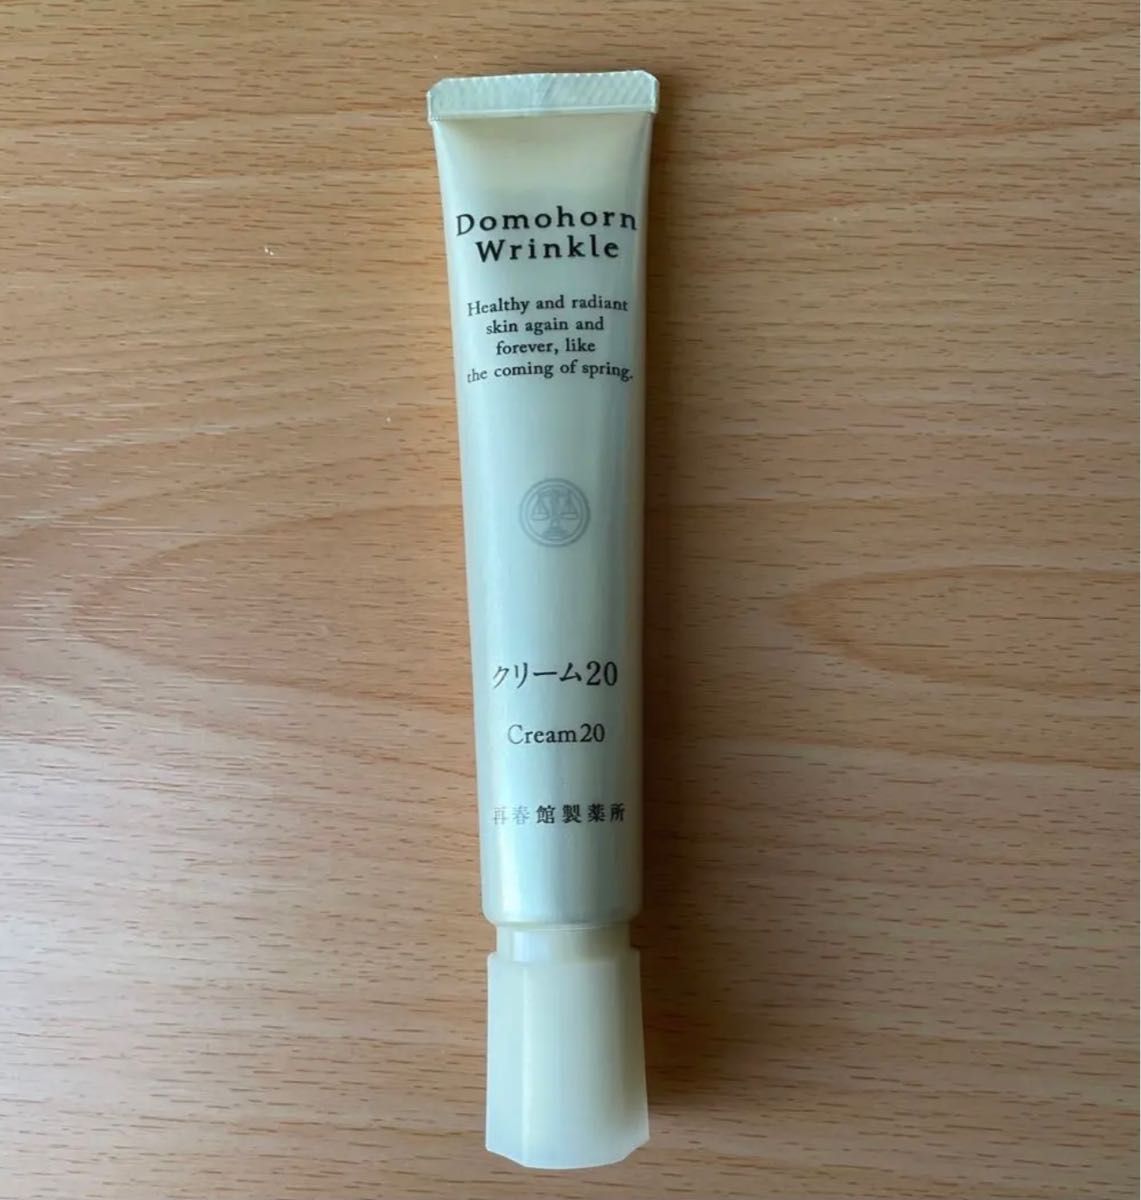 Domohorn
Wrinkle
Healthy and radiant
skin again and
forever, like
the coming of spring.
クリーム20
Cream20
再春館製薬所